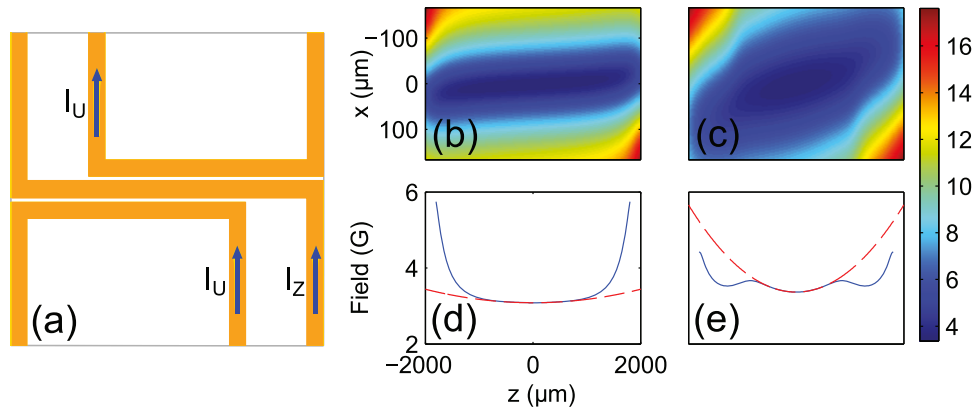 I_U
I_U
I_Z
(a)
x (µm)
−100
0
100
(b)
(c)
16
14
12
10
8
6
4
Field (G)
6
4
2
(d)
(e)
−2000
0
2000
z (µm)